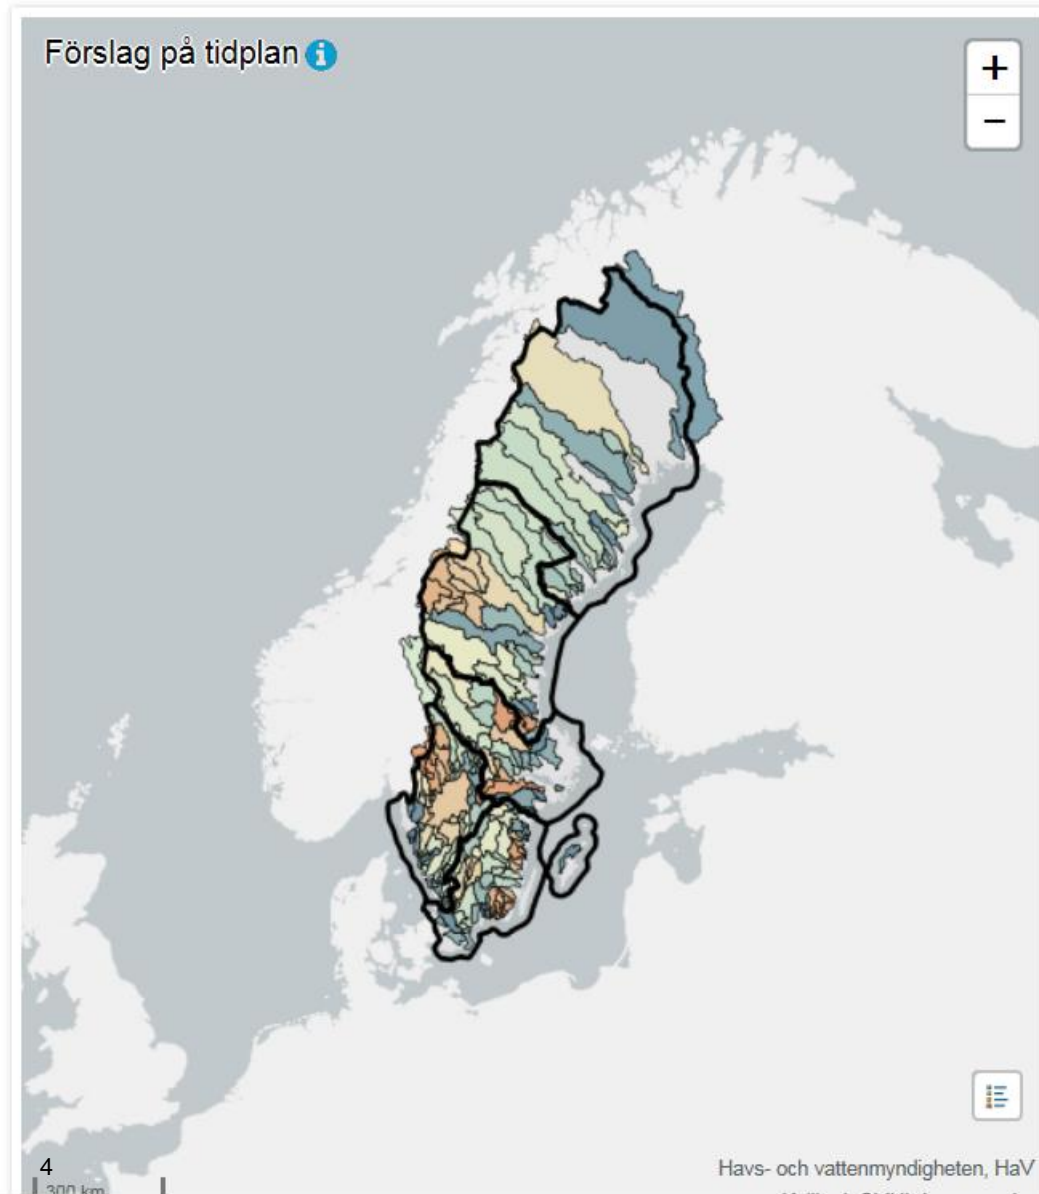 Förslag på tidplan i
+
−
4
300 km
Havs- och vattenmyndigheten, HaV